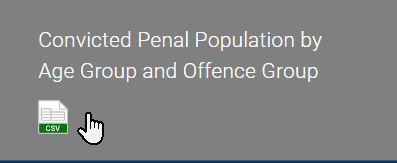 Convicted Penal Population by
Age Group and Offence Group
CSV